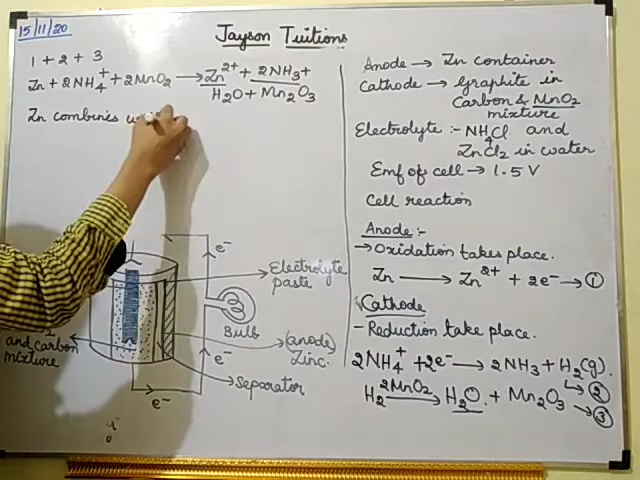 15/11/20
Jayson Tuitions
1 + 2 + 3
Zn + 2NH₄⁺ + 2MnO₂ ⟶ Zn²⁺ + 2NH₃ +
H₂O + Mn₂O₃
Zn combines
Electrolyte
paste
Bulb
(anode)
Zinc.
and carbon
mixture
Separator
e⁻
e⁻
e⁻
Anode → Zn container
Cathode → Graphite in
Carbon & MnO₂
mixture
Electrolyte :- NH₄Cl and
ZnCl₂ in water
Emf of cell → 1.5 V
Cell reaction
Anode :-
→ Oxidation takes place.
Zn ⟶ Zn²⁺ + 2e⁻ → ①
Cathode
- Reduction take place.
2NH₄⁺ + 2e⁻ ⟶ 2NH₃ + H₂(g).
↳ ②
H₂ 2MnO₂⟶ H₂O + Mn₂O₃
→ ③